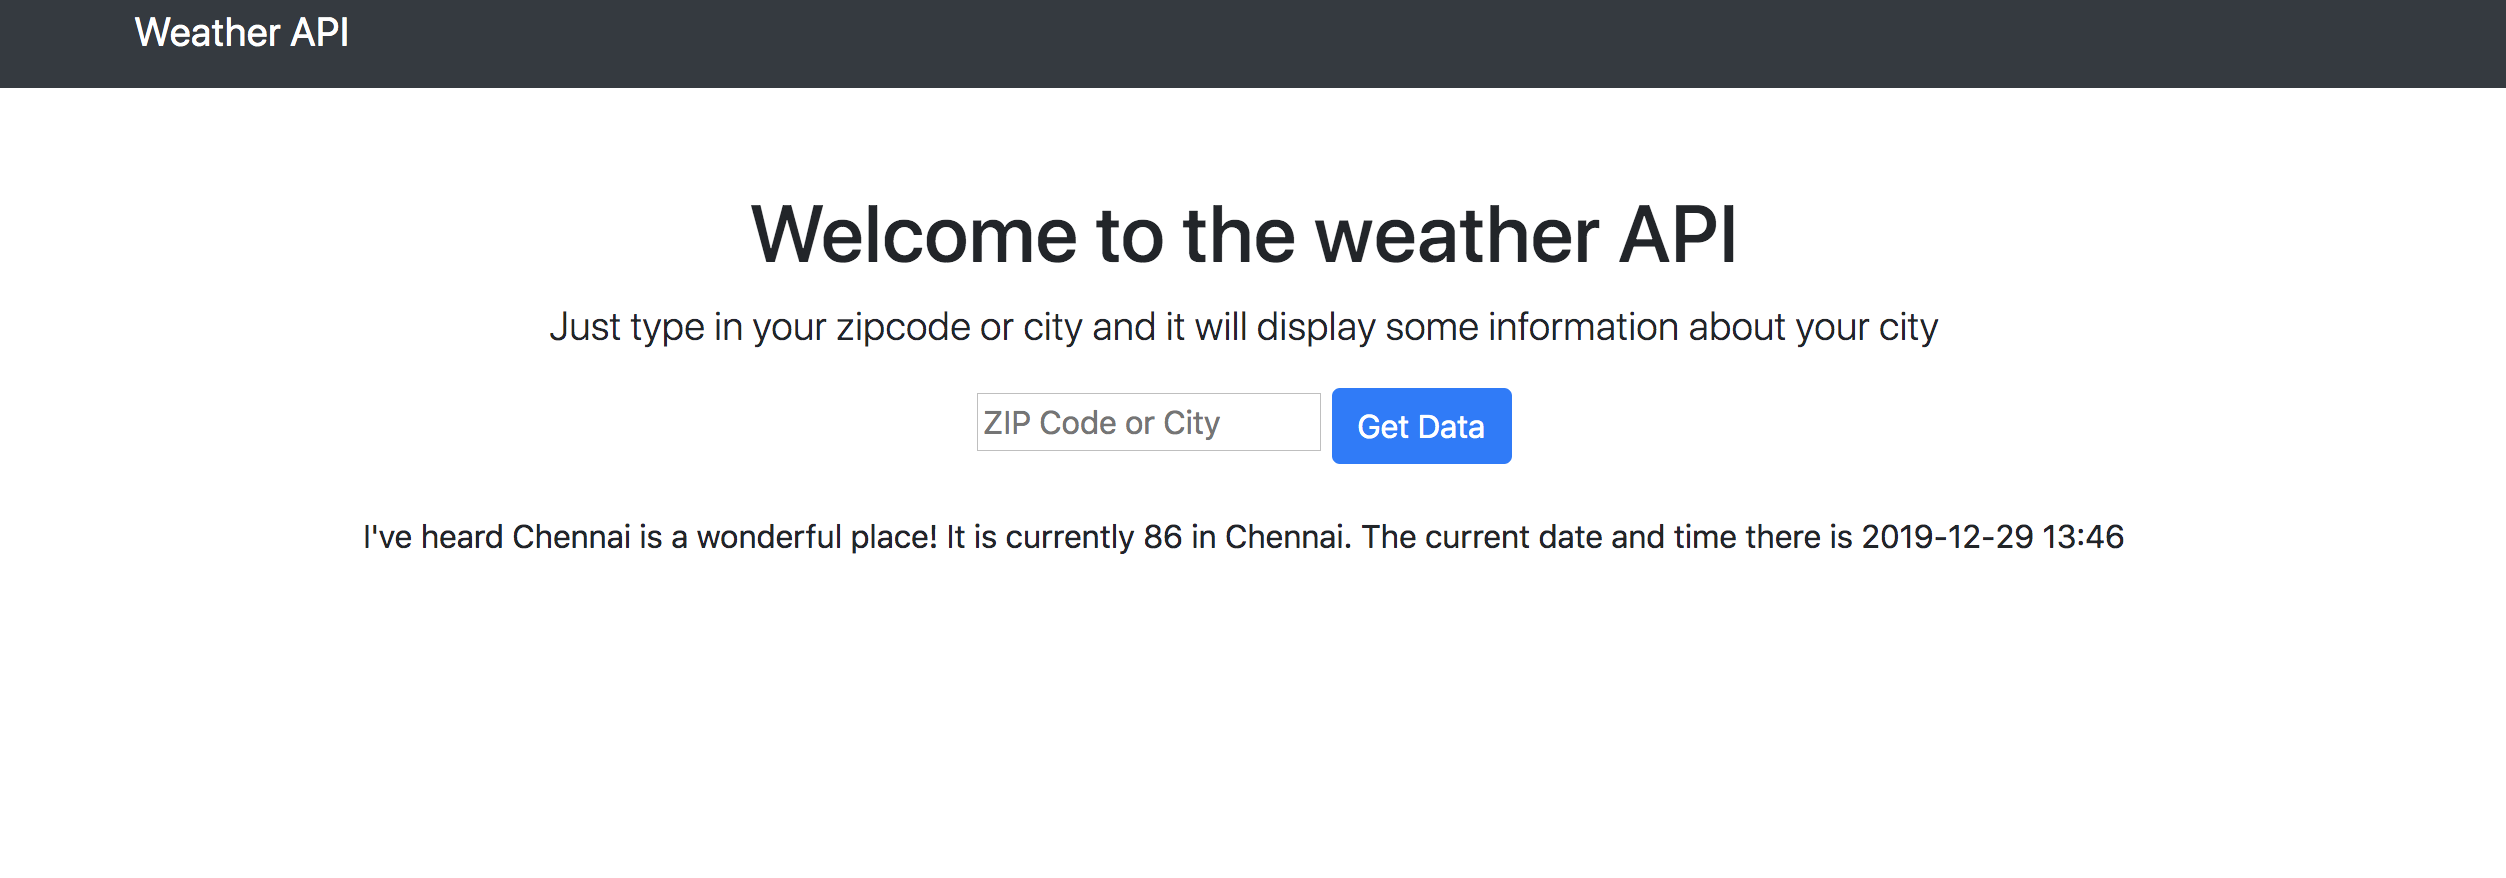 Weather API
Welcome to the weather API
Just type in your zipcode or city and it will display some information about your city
ZIP Code or City
Get Data
I've heard Chennai is a wonderful place! It is currently 86 in Chennai. The current date and time there is 2019-12-29 13:46